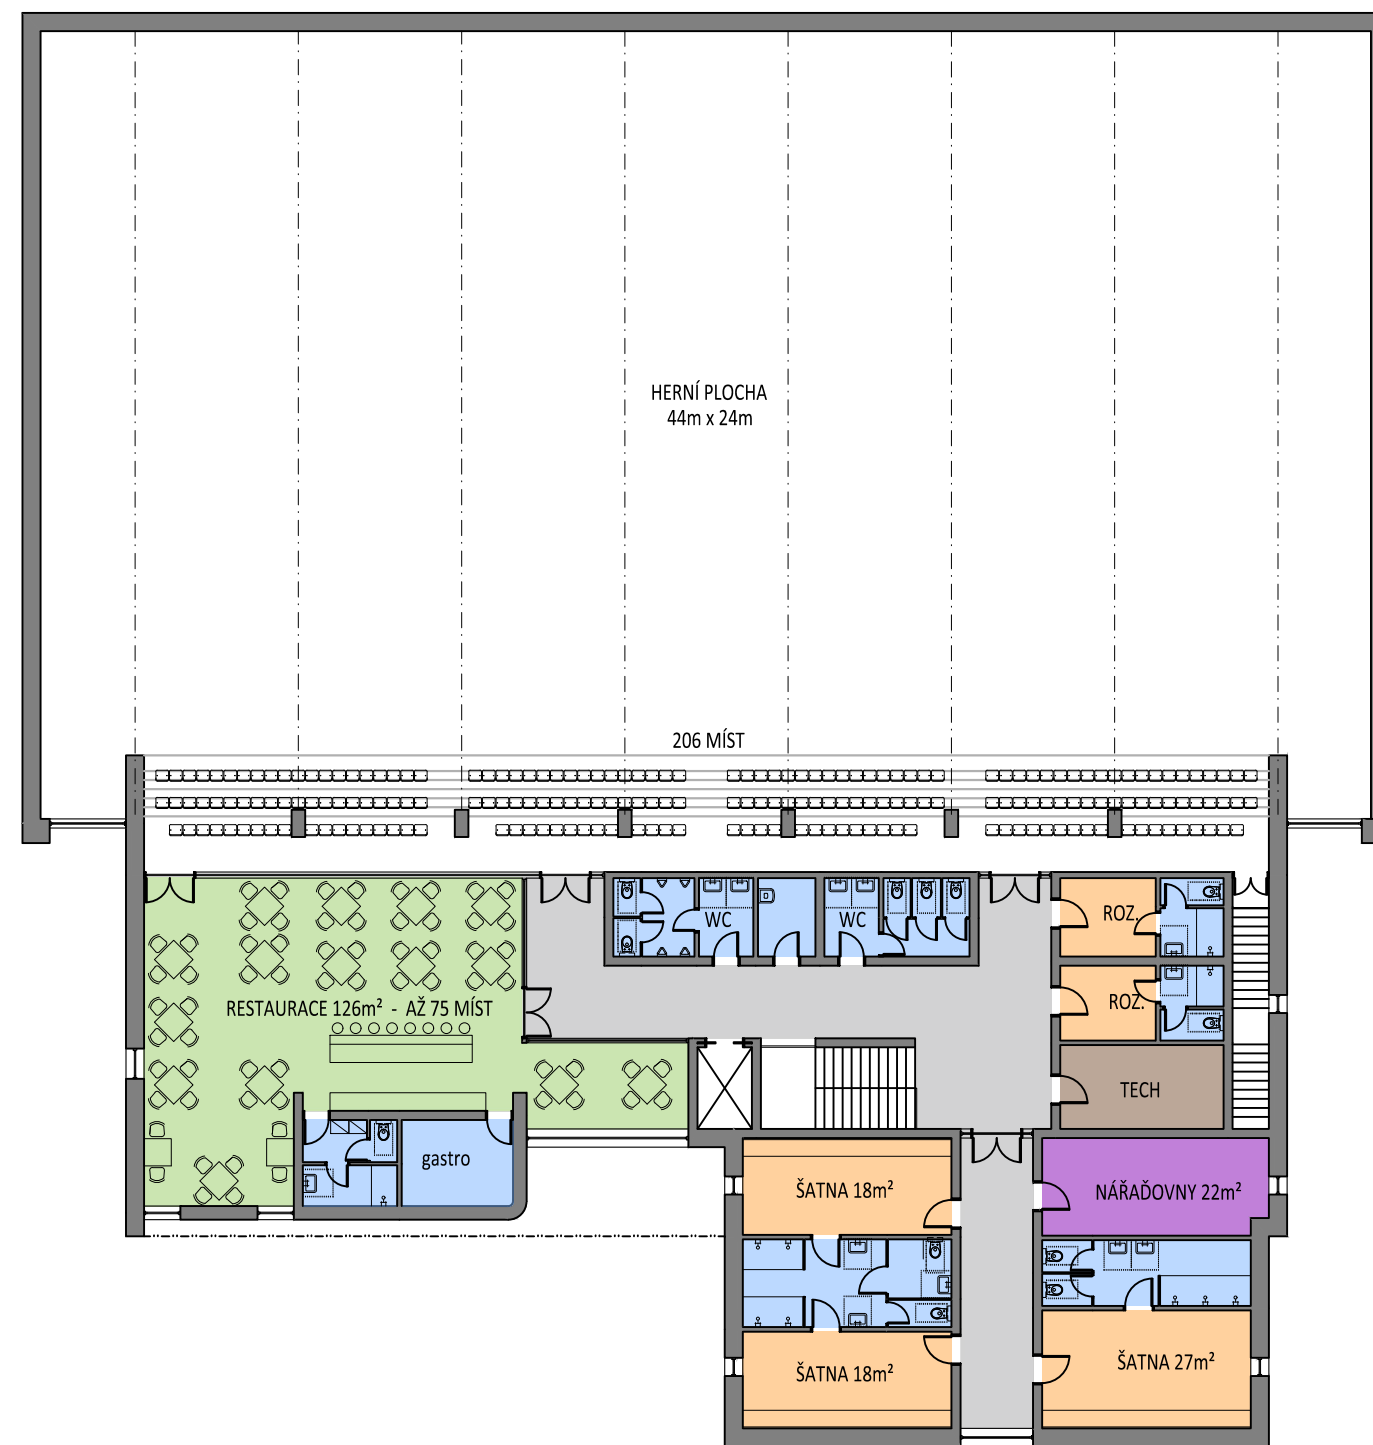 HERNÍ PLOCHA
44m x 24m
206 MÍST
WC
WC
ROZ.
ROZ.
RESTAURACE 126m² - AŽ 75 MÍST
TECH
gastro
ŠATNA 18m²
NÁŘAĎOVNY 22m²
ŠATNA 18m²
ŠATNA 27m²